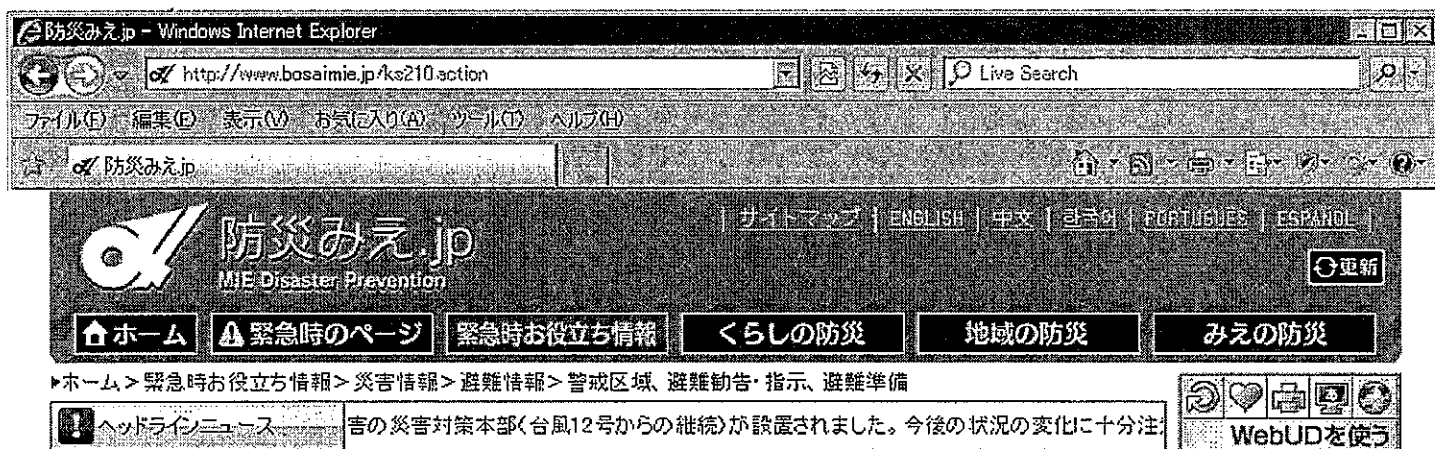 防災みえ.jp - Windows Internet Explorer
http://www.bosaimie.jp/ks210.action
Live Search
ファイル(F) 編集(E) 表示(V) お気に入り(A) ツール(T) ヘルプ(H)
防災みえ.jp
防災みえ.jp
MIE Disaster Prevention
| サイトマップ | ENGLISH | 中文 | 한국어 | PORTUGUES | ESPAÑOL |
更新
ホーム 緊急時のページ 緊急時お役立ち情報 くらしの防災 地域の防災 みえの防災
▶ホーム > 緊急時お役立ち情報> 災害情報> 避難情報> 警戒区域、避難勧告・指示、避難準備
ヘッドラインニュース 害の災害対策本部(台風12号からの継続)が設置されました。今後の状況の変化に十分注
WebUDを使う